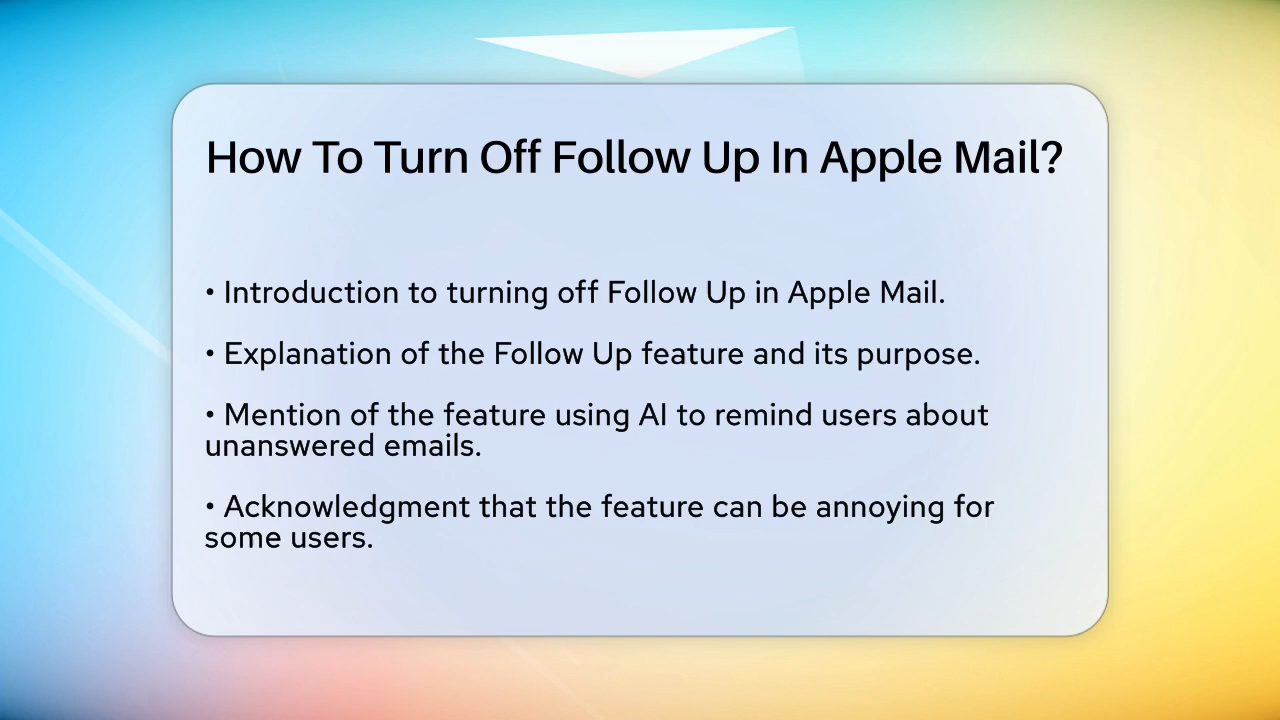 How To Turn Off Follow Up In Apple Mail?
• Introduction to turning off Follow Up in Apple Mail.
• Explanation of the Follow Up feature and its purpose.
• Mention of the feature using AI to remind users about
unanswered emails.
• Acknowledgment that the feature can be annoying for
some users.